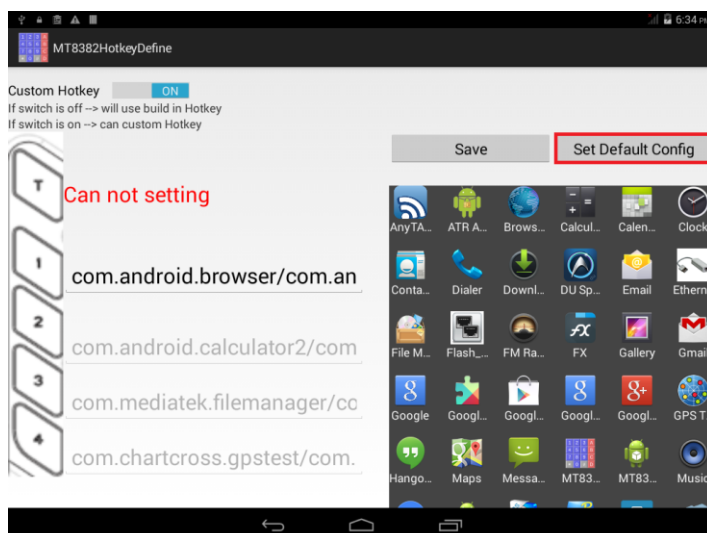 6:34 PM
MT8382HotkeyDefine
Custom Hotkey ON
If switch is off --> will use build in Hotkey
If switch is on --> can custom Hotkey
Save Set Default Config
T
Can not setting
1
com.android.browser/com.an
2
com.android.calculator2/com
3
com.mediatek.filemanager/co
4
com.chartcross.gpstest/com.
AnyTA... ATR A... Brows... Calcul... Calen... Clock
Conta... Dialer Downl... DU Sp... Email Ethern
File M... Flash_... FM Ra... FX Gallery Gmai
Google Googl... Googl... Googl... Googl... GPS T
Hango... Maps Messa... MT83... MT83... Music